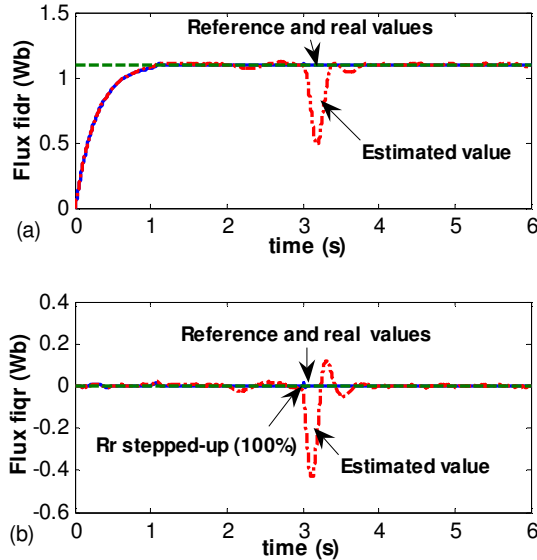 1.5
Reference and real values
1
Flux fidr (Wb)
0.5
Estimated value
0
0 1 2 3 4 5 6
(a)
time (s)
0.4
Reference and real values
0.2
Flux fiqr (Wb)
0
-0.2
Rr stepped-up (100%)
Estimated value
-0.4
-0.6
0 1 2 3 4 5 6
(b)
time (s)